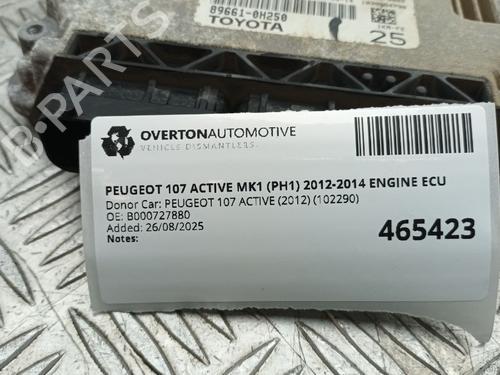 89661-0H250
TOYOTA
25
B-PARTS
OVERTONAUTOMOTIVE
VEHICLE DISMANTLERS.
PEUGEOT 107 ACTIVE MK1 (PH1) 2012-2014 ENGINE ECU
Donor Car: PEUGEOT 107 ACTIVE (2012) (102290)
OE: B000727880
Added: 26/08/2025
Notes:
465423